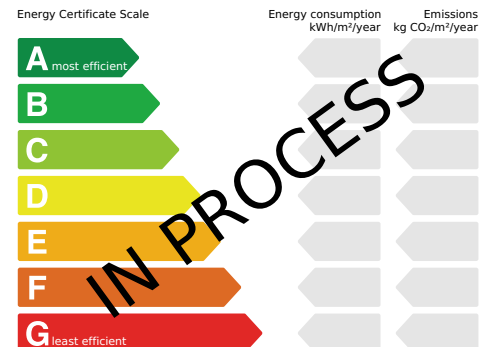 Energy Certificate Scale
Energy consumption
kWh/m²/year
Emissions
kg CO₂/m²/year
A most efficient
B
C
D
E
F
G least efficient
IN PROCESS